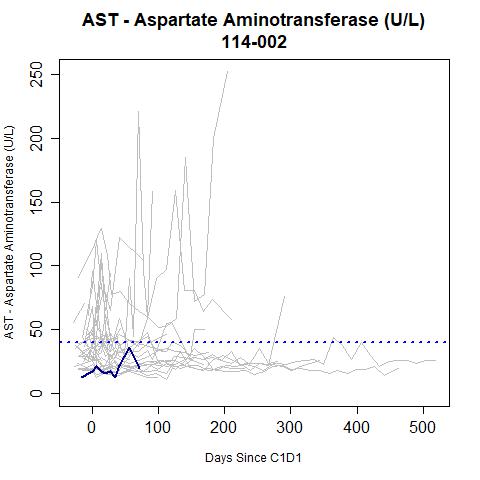 AST - Aspartate Aminotransferase (U/L)
114-002
AST - Aspartate Aminotransferase (U/L)
250
200
150
100
50
0
0 100 200 300 400 500
Days Since C1D1